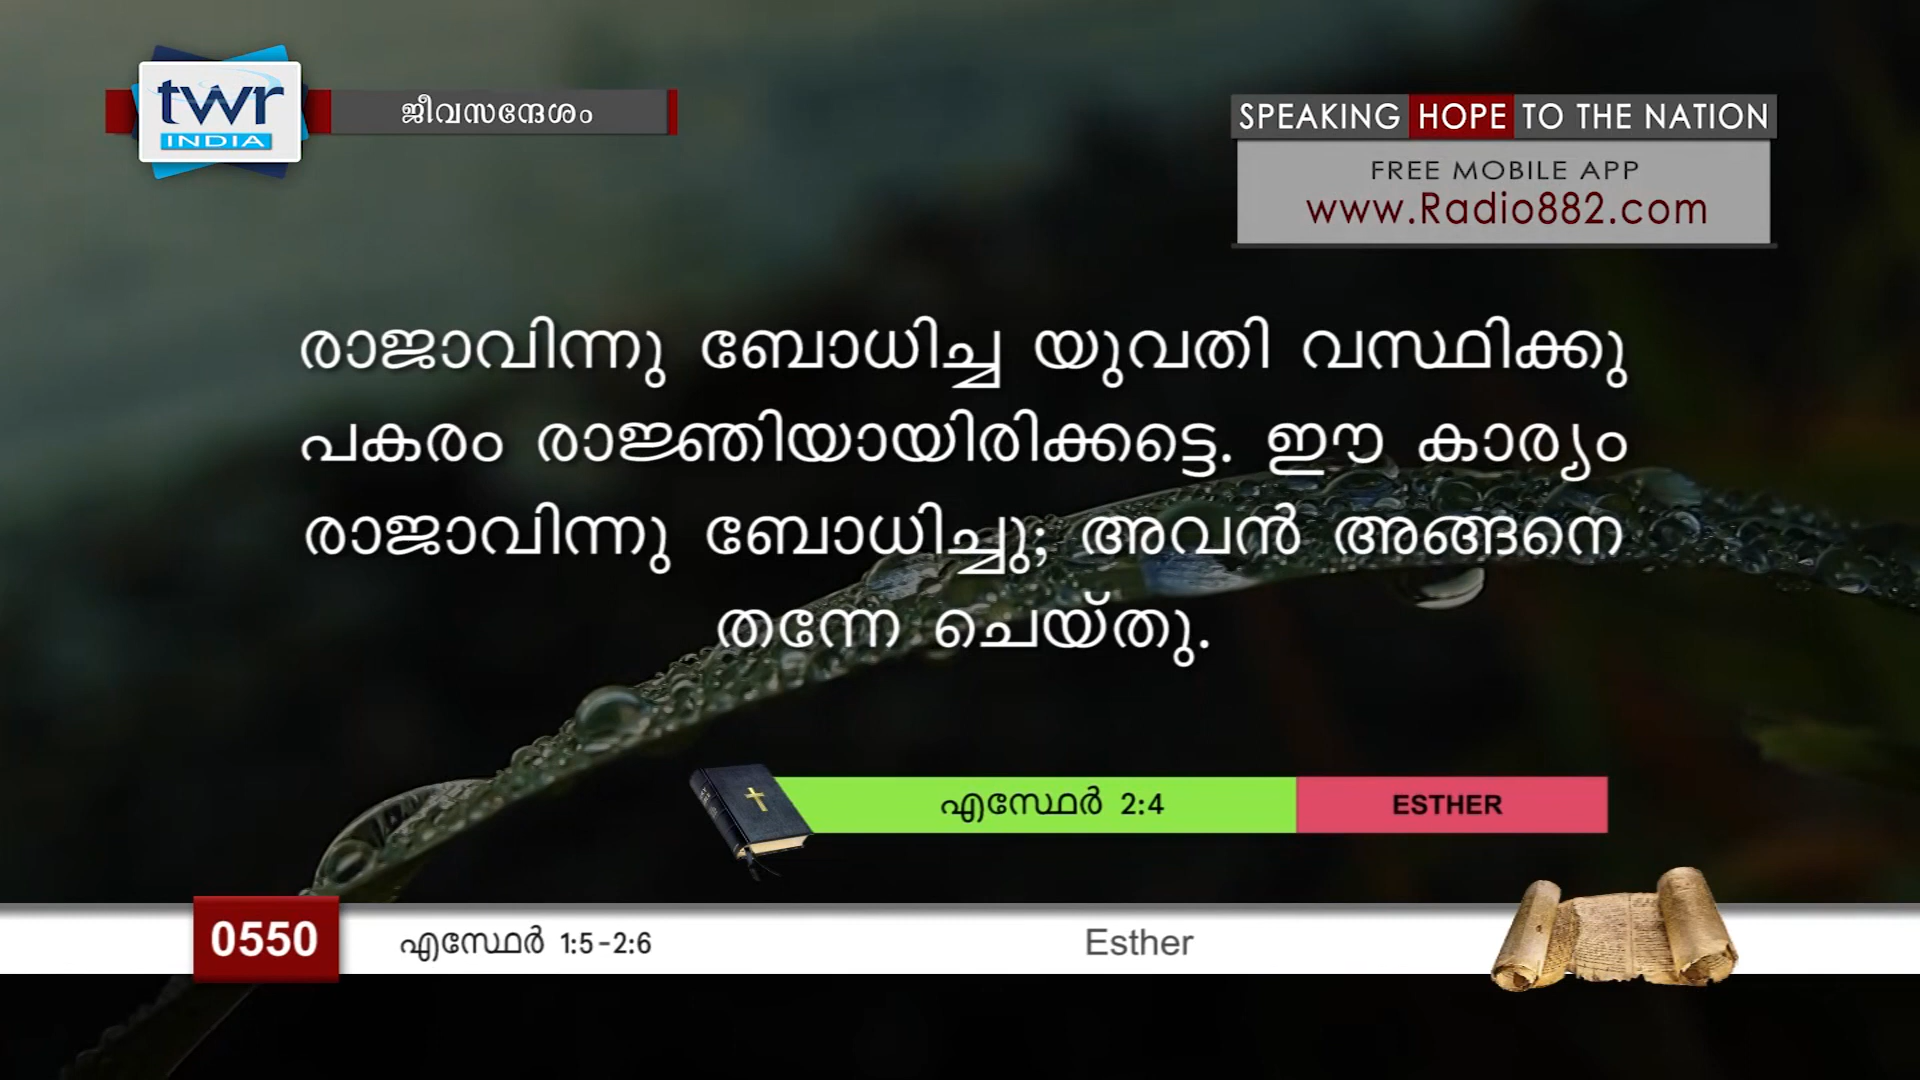 twr
INDIA
ജീവസന്ദേശം
SPEAKING HOPE TO THE NATION
FREE MOBILE APP
www.Radio882.com
രാജാവിന്നു ബോധിച്ച യുവതി വസ്ഥിക്കു
പകരം രാജ്ഞിയായിരിക്കട്ടെ. ഈ കാര്യം
രാജാവിന്നു ബോധിച്ചു; അവൻ അങ്ങനെ
തന്നേ ചെയ്തു.
എസ്ഥേർ 2:4
ESTHER
0550
എസ്ഥേർ 1:5-2:6
Esther